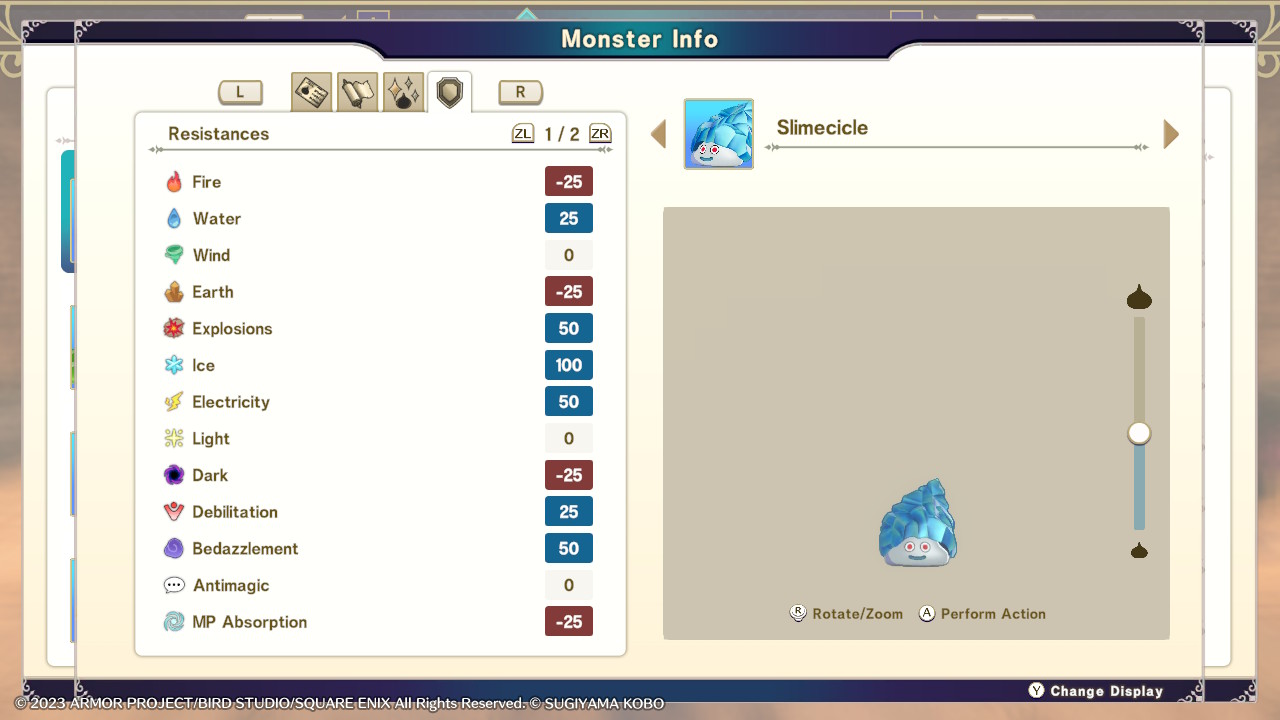 Monster Info
L
R
Resistances
ZL 1 / 2 ZR
Slimecicle
Fire -25
Water 25
Wind 0
Earth -25
Explosions 50
Ice 100
Electricity 50
Light 0
Dark -25
Debilitation 25
Bedazzlement 50
Antimagic 0
MP Absorption -25
R Rotate/Zoom A Perform Action
Y Change Display
© 2023 ARMOR PROJECT/BIRD STUDIO/SQUARE ENIX All Rights Reserved. © SUGIYAMA KOBO